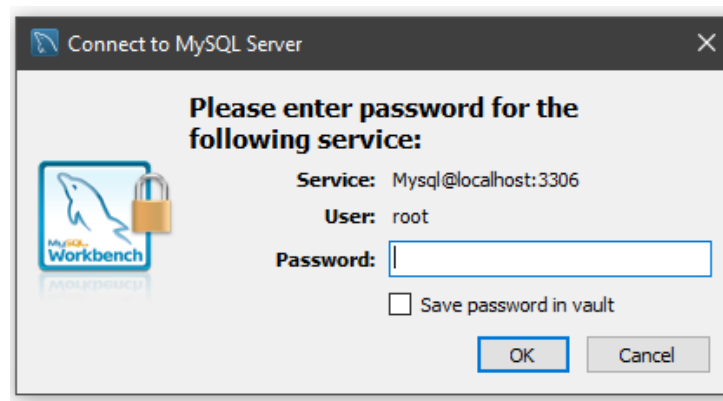 Connect to MySQL Server
Please enter password for the
following service:
Service: Mysql@localhost:3306
User: root
Password:
Save password in vault
OK Cancel
MySQL
Workbench